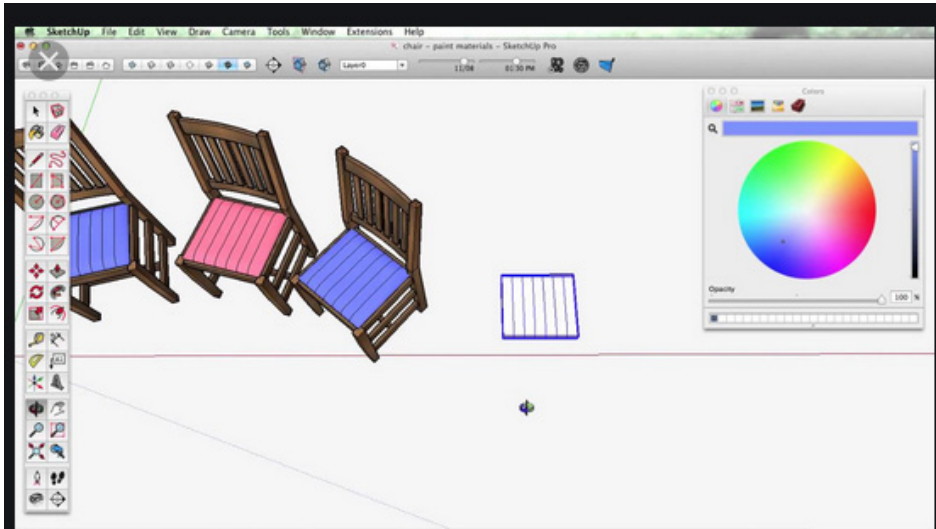 SketchUp File Edit View Draw Camera Tools Window Extensions Help
chair - paint materials - SketchUp Pro
Layer0
11/08
01:30 PM
Colors
Opacity
100 %